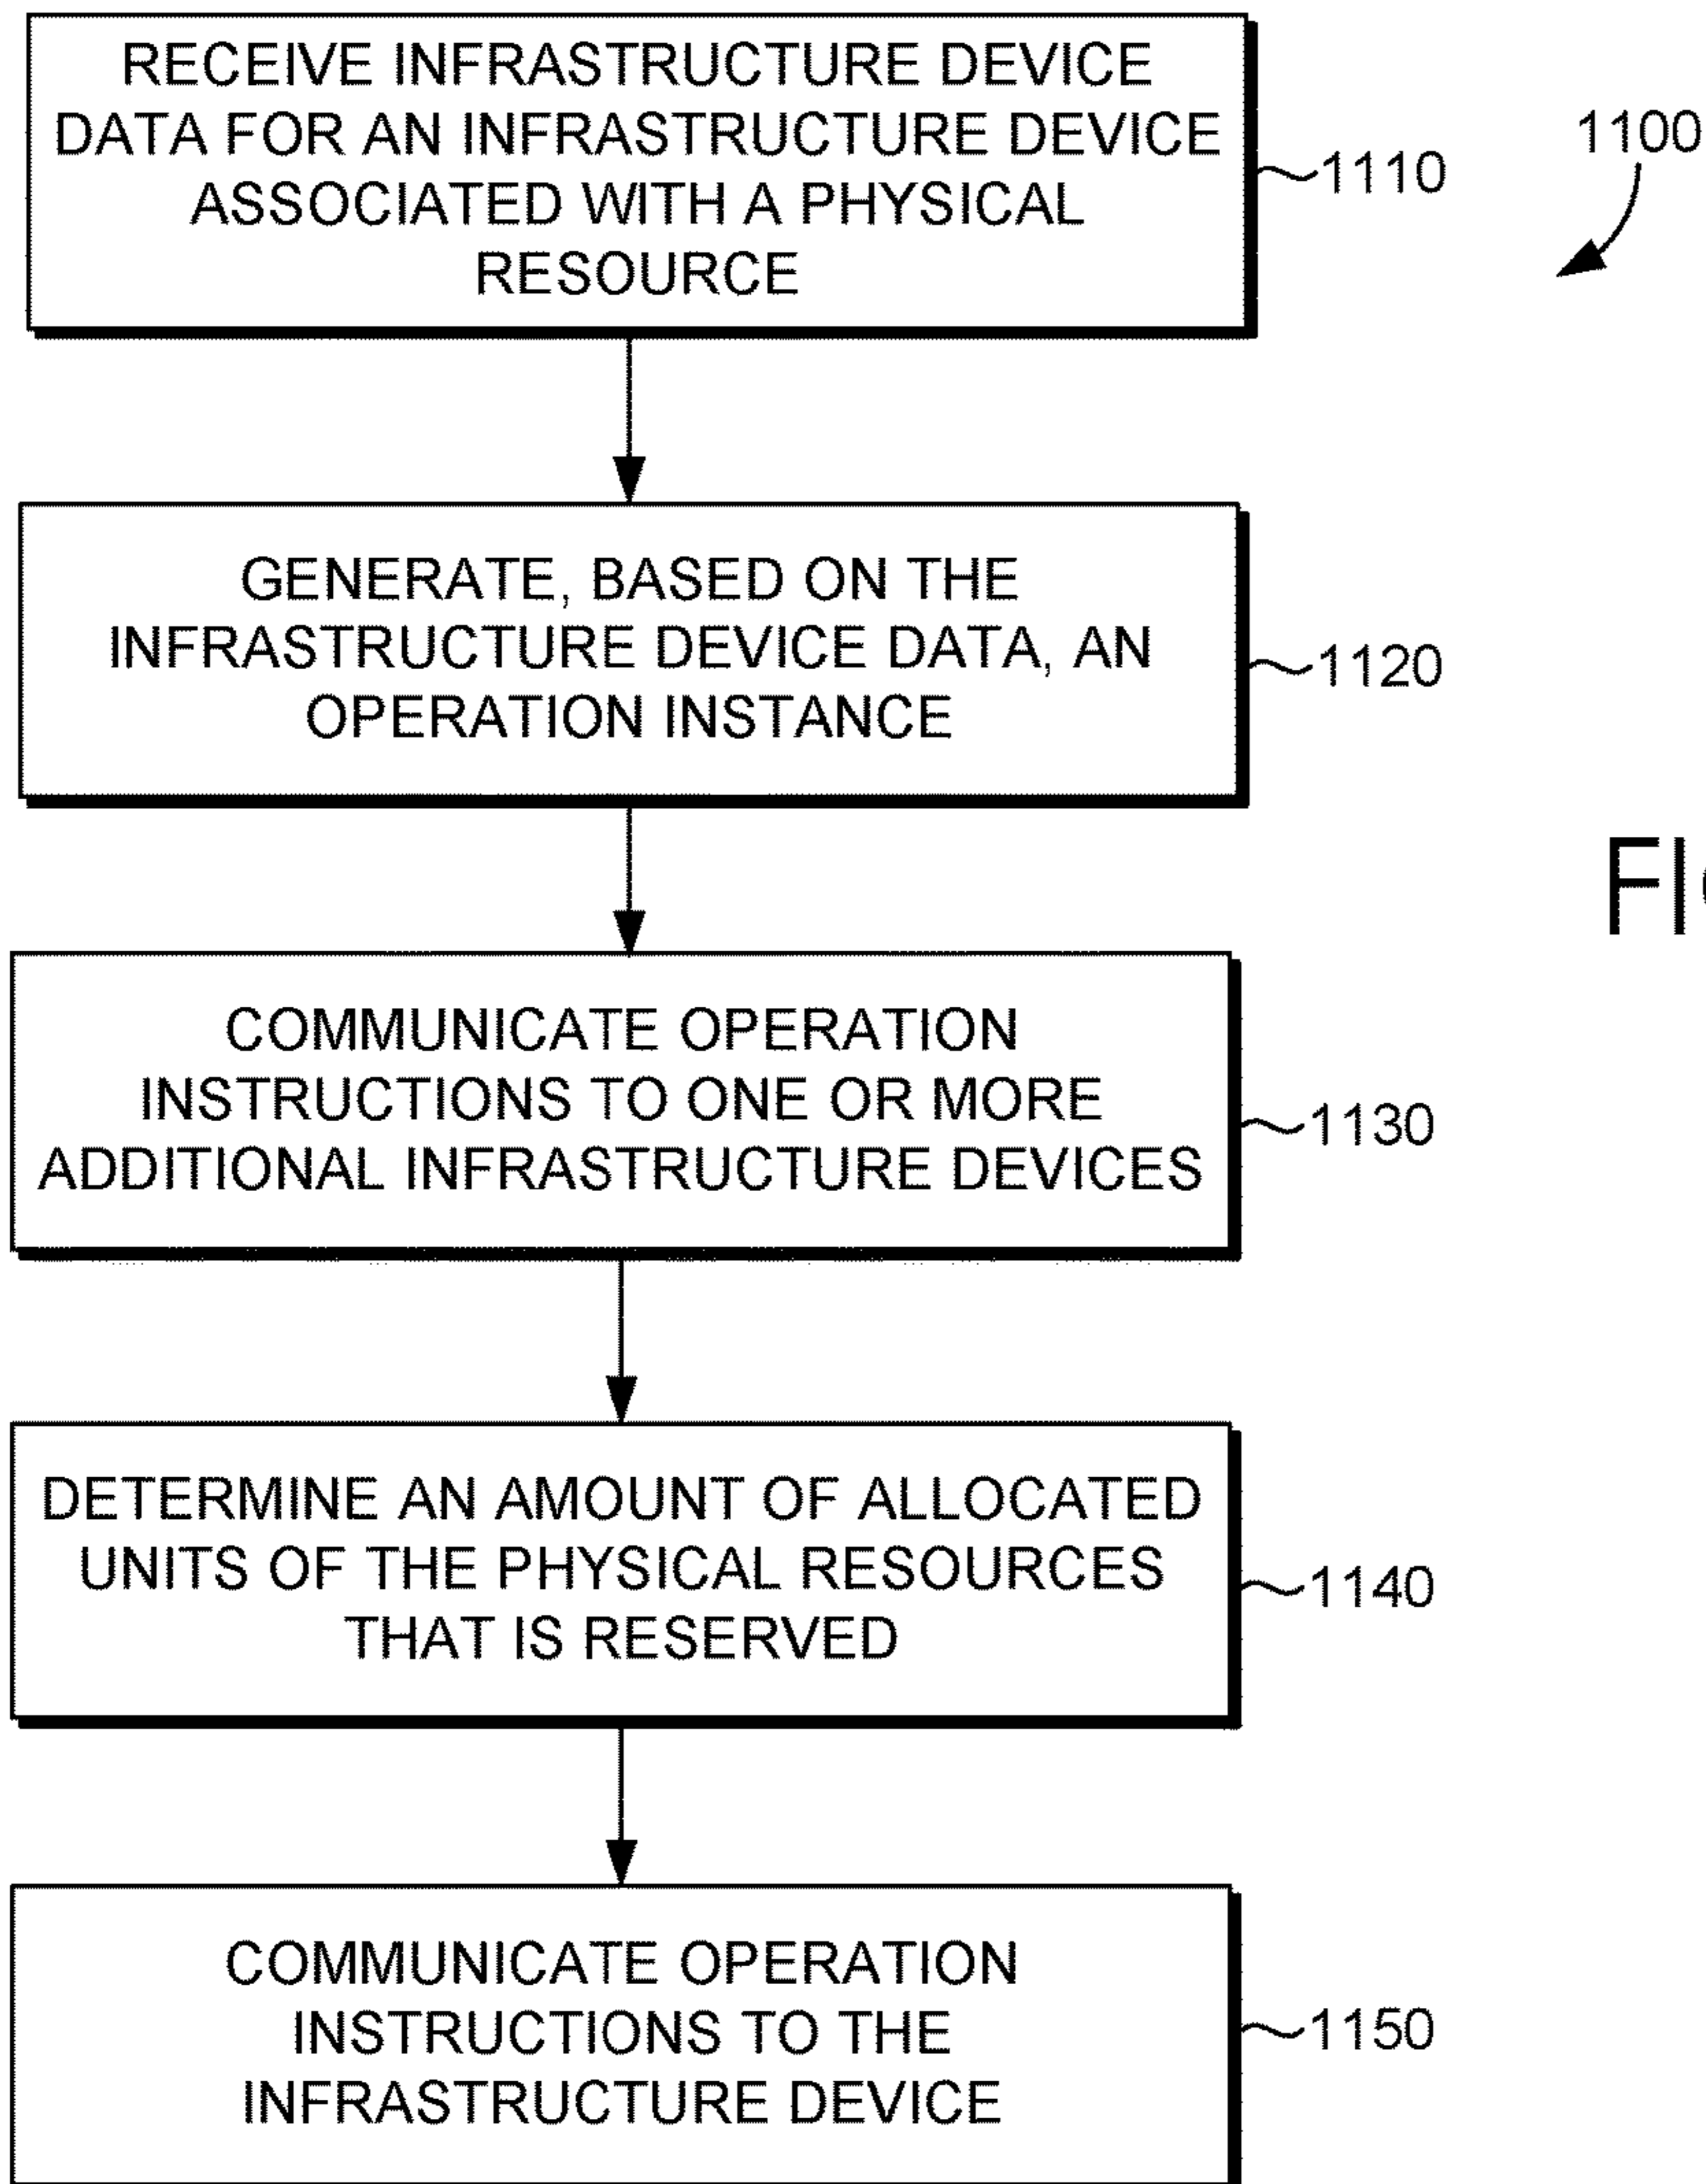 RECEIVE INFRASTRUCTURE DEVICE
DATA FOR AN INFRASTRUCTURE DEVICE
ASSOCIATED WITH A PHYSICAL
RESOURCE
1110
1100
GENERATE, BASED ON THE
INFRASTRUCTURE DEVICE DATA, AN
OPERATION INSTANCE
1120
COMMUNICATE OPERATION
INSTRUCTIONS TO ONE OR MORE
ADDITIONAL INFRASTRUCTURE DEVICES
1130
DETERMINE AN AMOUNT OF ALLOCATED
UNITS OF THE PHYSICAL RESOURCES
THAT IS RESERVED
1140
COMMUNICATE OPERATION
INSTRUCTIONS TO THE
INFRASTRUCTURE DEVICE
1150